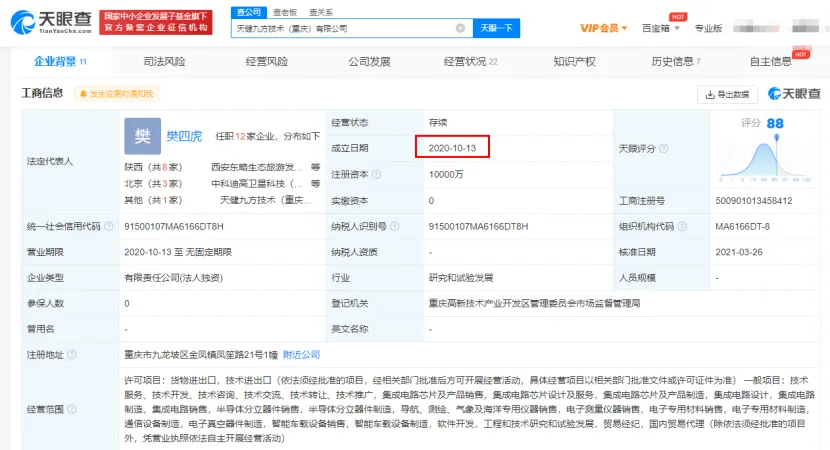 天眼查
TianYanCha.com
国家中小企业发展子基金旗下
官方备案企业征信机构
查公司 查老板 查关系
天健九方技术（重庆）有限公司
天眼一下
VIP会员
百宝箱
HOT
专业版
企业背景 11
司法风险
经营风险
公司发展
经营状况 22
知识产权
历史信息 7
自主信息
HOT
工商信息
发生变更时通知我
导出数据
天眼查
法定代表人
樊
樊四虎
任职12家企业，分布如下
陕西（共8家） 西安东略生态旅游发... 等
北京（共3家） 中科迪高卫星科技（... 等
其他（共1家） 天健九方技术（重庆...
经营状态 存续
成立日期 2020-10-13
注册资本 10000万
实缴资本 0
天眼评分
评分 88
工商注册号 500901013458412
统一社会信用代码 91500107MA6166DT8H
纳税人识别号 91500107MA6166DT8H
组织机构代码 MA6166DT-8
营业期限 2020-10-13 至 无固定期限
纳税人资质 -
核准日期 2021-03-26
企业类型 有限责任公司(法人独资)
行业 研究和试验发展
人员规模 -
参保人数 0
登记机关 重庆高新技术产业开发区管理委员会市场监督管理局
曾用名 -
英文名称 -
注册地址 重庆市九龙坡区金凤镇凤笙路21号1幢 附近公司
经营范围
许可项目：货物进出口，技术进出口（依法须经批准的项目，经相关部门批准后方可开展经营活动，具体经营项目以相关部门批准文件或许可证件为准） 一般项目：技术
服务、技术开发、技术咨询、技术交流、技术转让、技术推广，集成电路芯片及产品销售，集成电路芯片设计及服务，集成电路芯片及产品制造，集成电路设计，集成电路
制造，集成电路销售，半导体分立器件销售，半导体分立器件制造，导航、测绘、气象及海洋专用仪器销售，电子测量仪器销售，电子专用材料销售，电子专用材料制造，
通信设备制造，电子真空器件制造，智能车载设备销售，智能车载设备制造，软件开发，工程和技术研究和试验发展，贸易经纪，国内贸易代理（除依法须经批准的项目
外，凭营业执照依法自主开展经营活动）